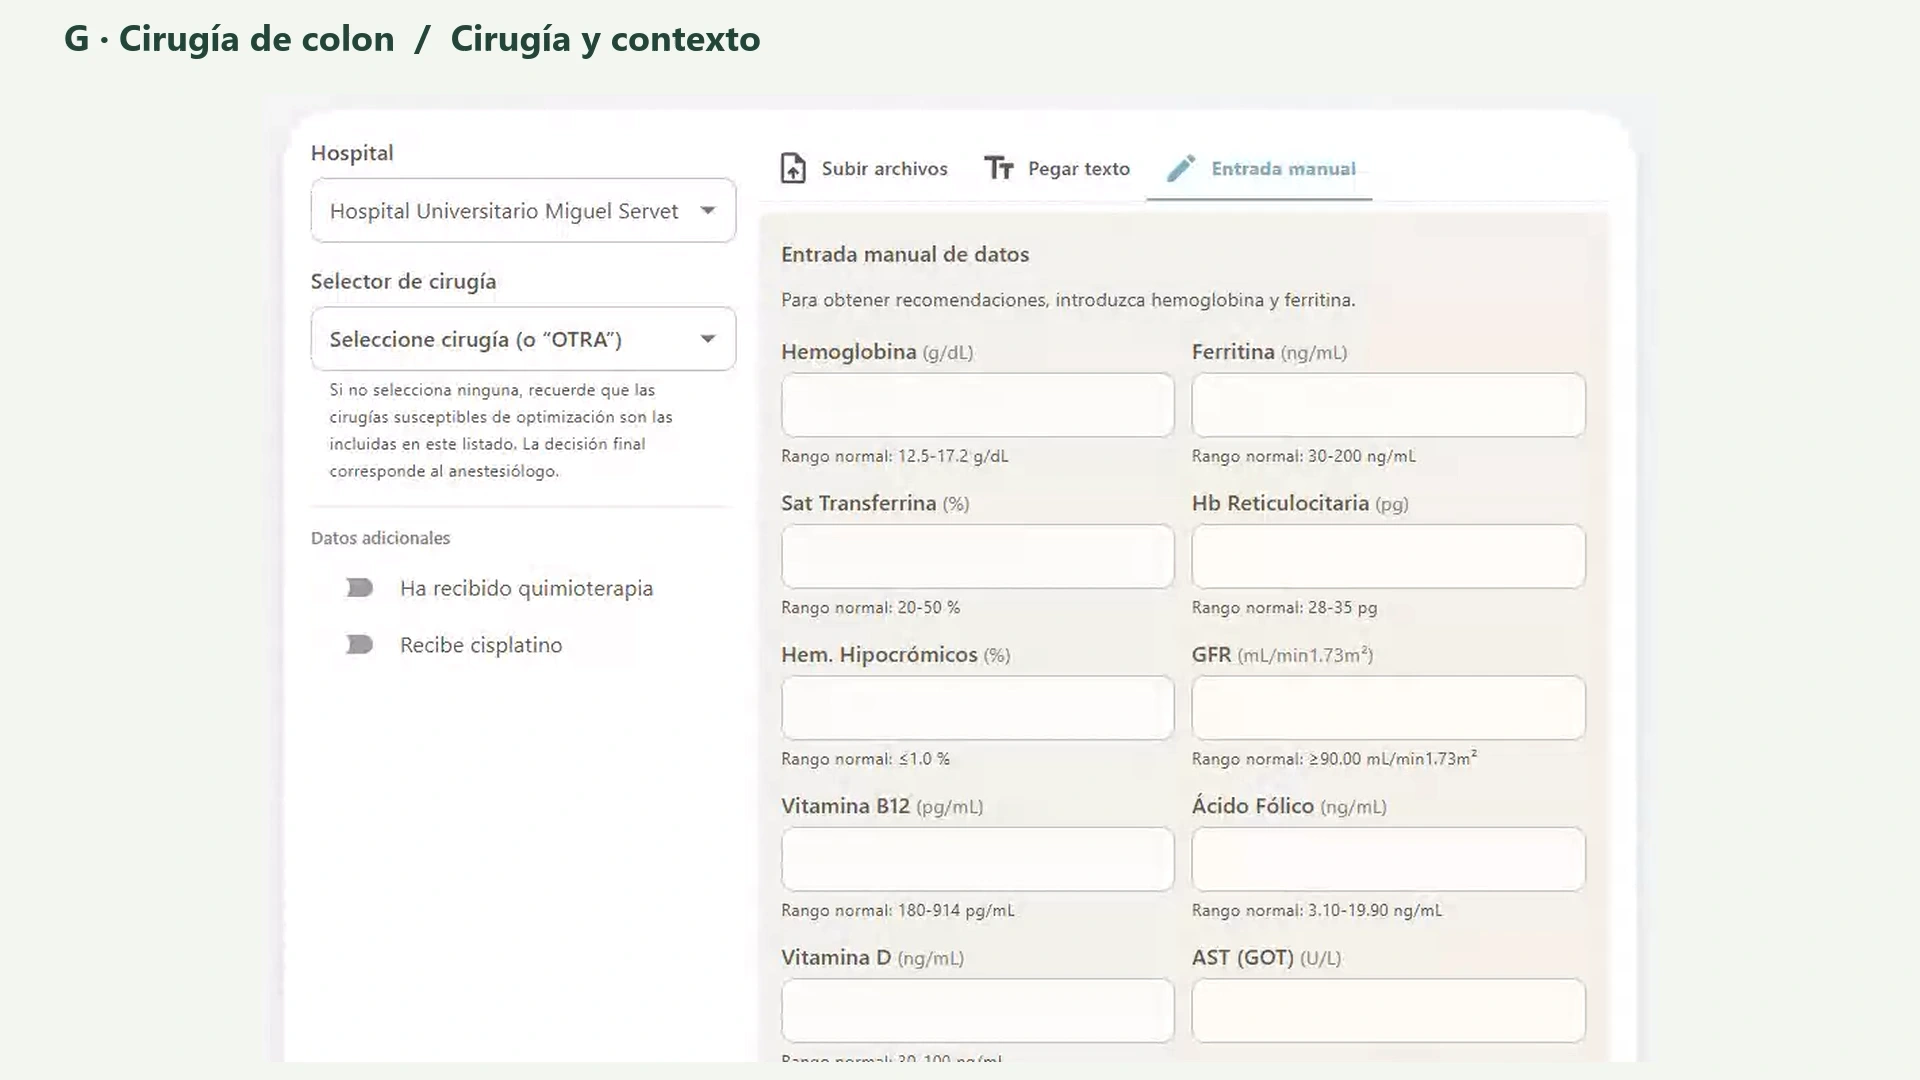 G · Cirugía de colon / Cirugía y contexto
Hospital
Hospital Universitario Miguel Servet
Selector de cirugía
Seleccione cirugía (o “OTRA”)
Si no selecciona ninguna, recuerde que las
cirugías susceptibles de optimización son las
incluidas en este listado. La decisión final
corresponde al anestesiólogo.
Datos adicionales
Ha recibido quimioterapia
Recibe cisplatino
Subir archivos
Pegar texto
Entrada manual
Entrada manual de datos
Para obtener recomendaciones, introduzca hemoglobina y ferritina.
Hemoglobina (g/dL)
Rango normal: 12.5-17.2 g/dL
Ferritina (ng/mL)
Rango normal: 30-200 ng/mL
Sat Transferrina (%)
Rango normal: 20-50 %
Hb Reticulocitaria (pg)
Rango normal: 28-35 pg
Hem. Hipocrómicos (%)
Rango normal: ≤1.0 %
GFR (mL/min1.73m²)
Rango normal: ≥90.00 mL/min1.73m²
Vitamina B12 (pg/mL)
Rango normal: 180-914 pg/mL
Ácido Fólico (ng/mL)
Rango normal: 3.10-19.90 ng/mL
Vitamina D (ng/mL)
Rango normal: 30-100 ng/mL
AST (GOT) (U/L)